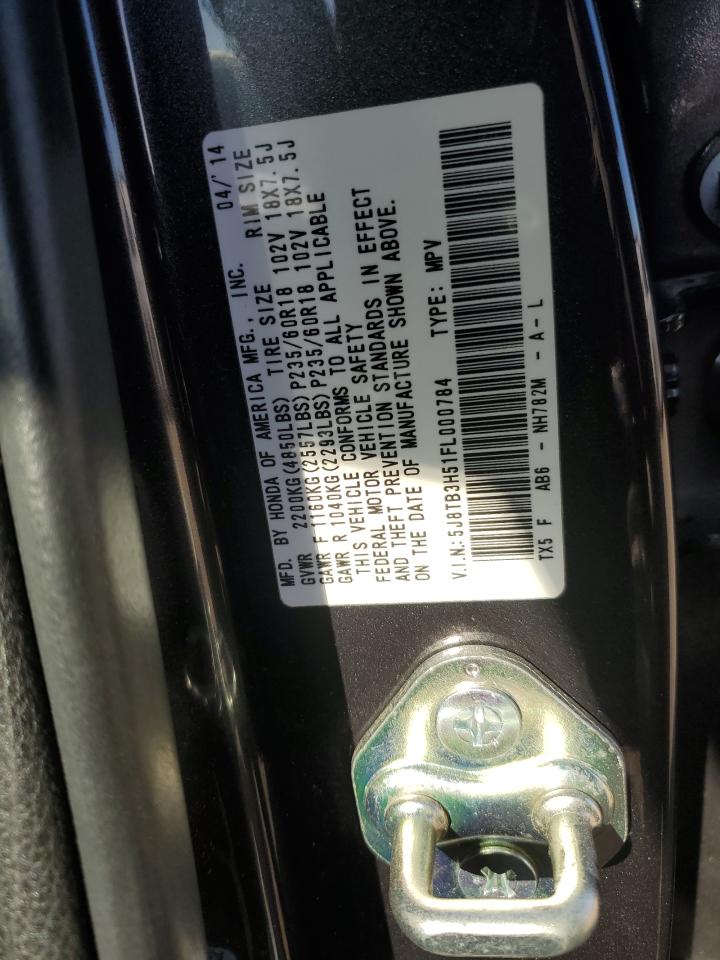 MFD. BY HONDA OF AMERICA MFG., INC. 04/'14
GVWR 2200KG(4850LBS) TIRE SIZE RIM SIZE
GAWR F 1160KG(2557LBS)P235/60R18 102V 18X7.5J
GAWR R 1040KG(2293LBS)P235/60R18 102V 18X7.5J
THIS VEHICLE CONFORMS TO ALL APPLICABLE
FEDERAL MOTOR VEHICLE SAFETY
AND THEFT PREVENTION STANDARDS IN EFFECT
ON THE DATE OF MANUFACTURE SHOWN ABOVE.
V.I.N:5J8TB3H51FL000784 TYPE: MPV
TX5 F AB6 - NH782M - A - L